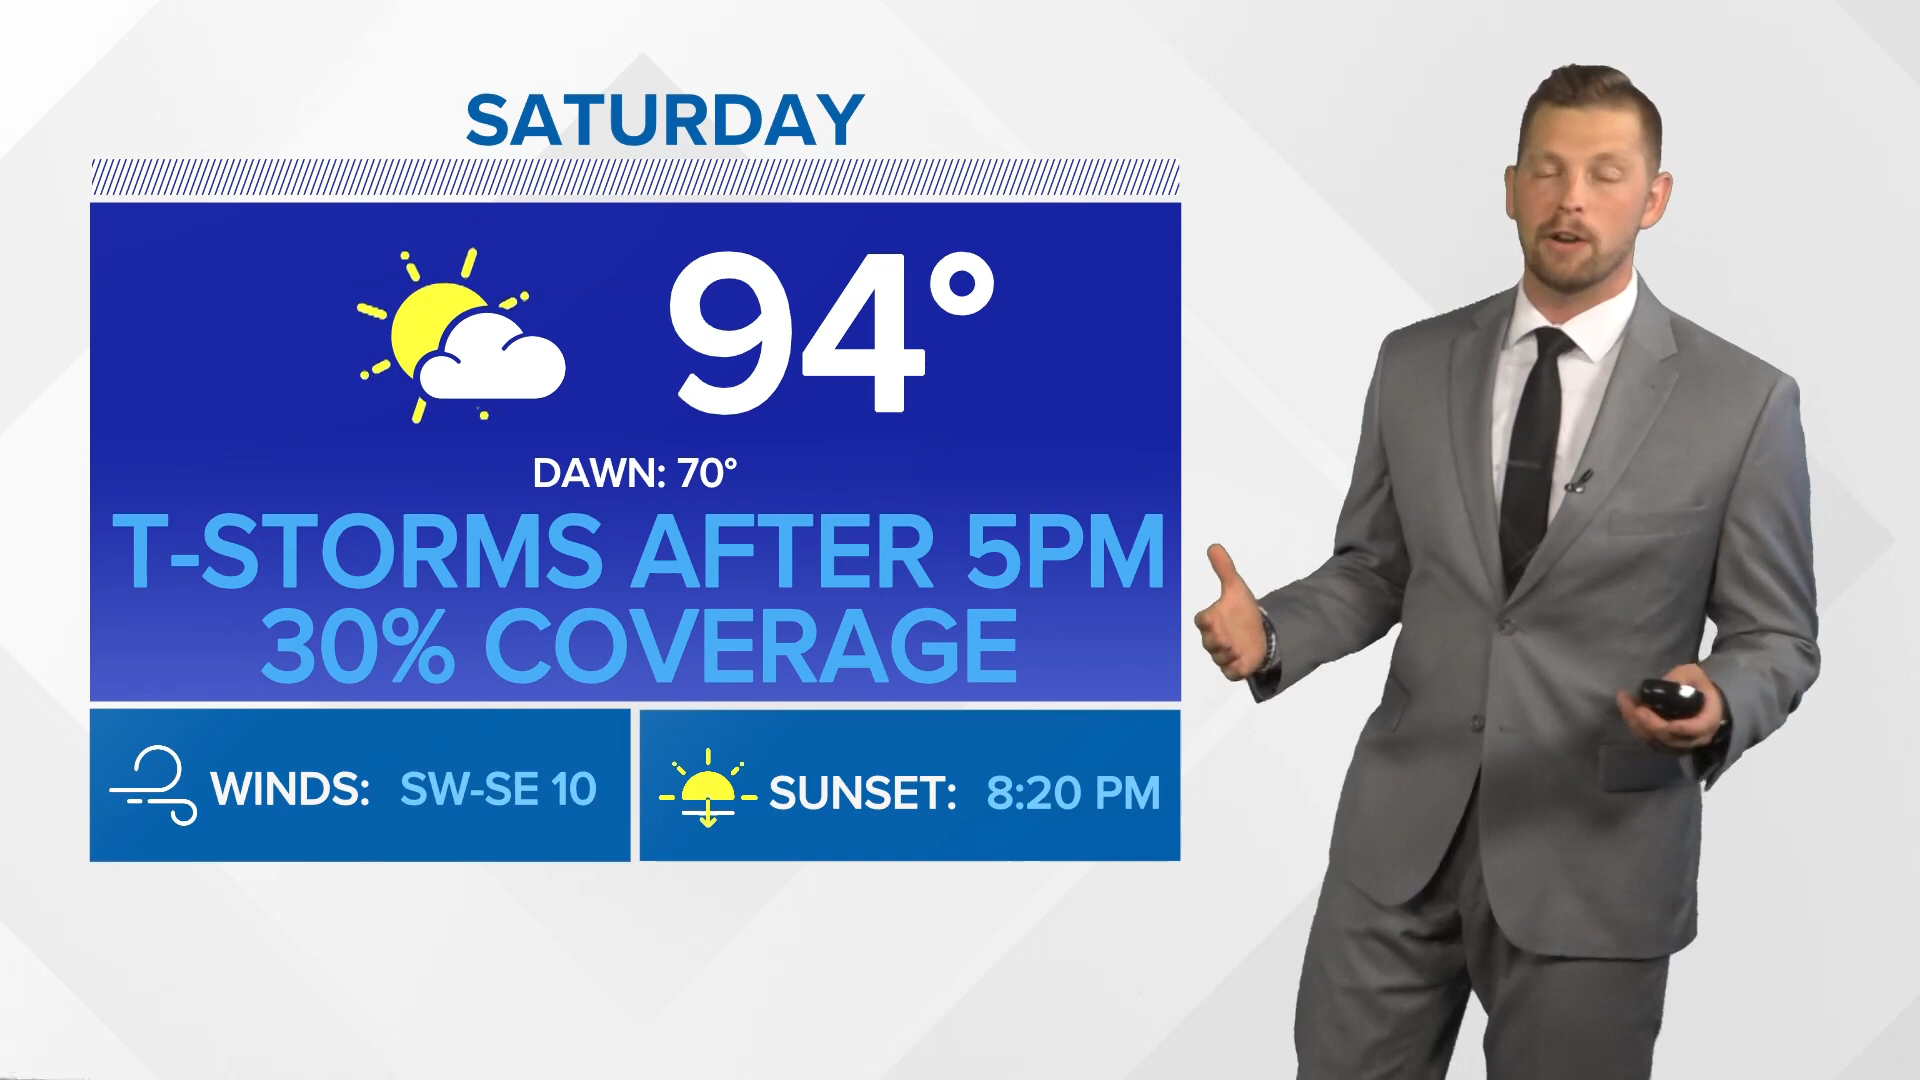 SATURDAY
94°
DAWN: 70°
T-STORMS AFTER 5PM
30% COVERAGE
WINDS: SW-SE 10
SUNSET: 8:20 PM